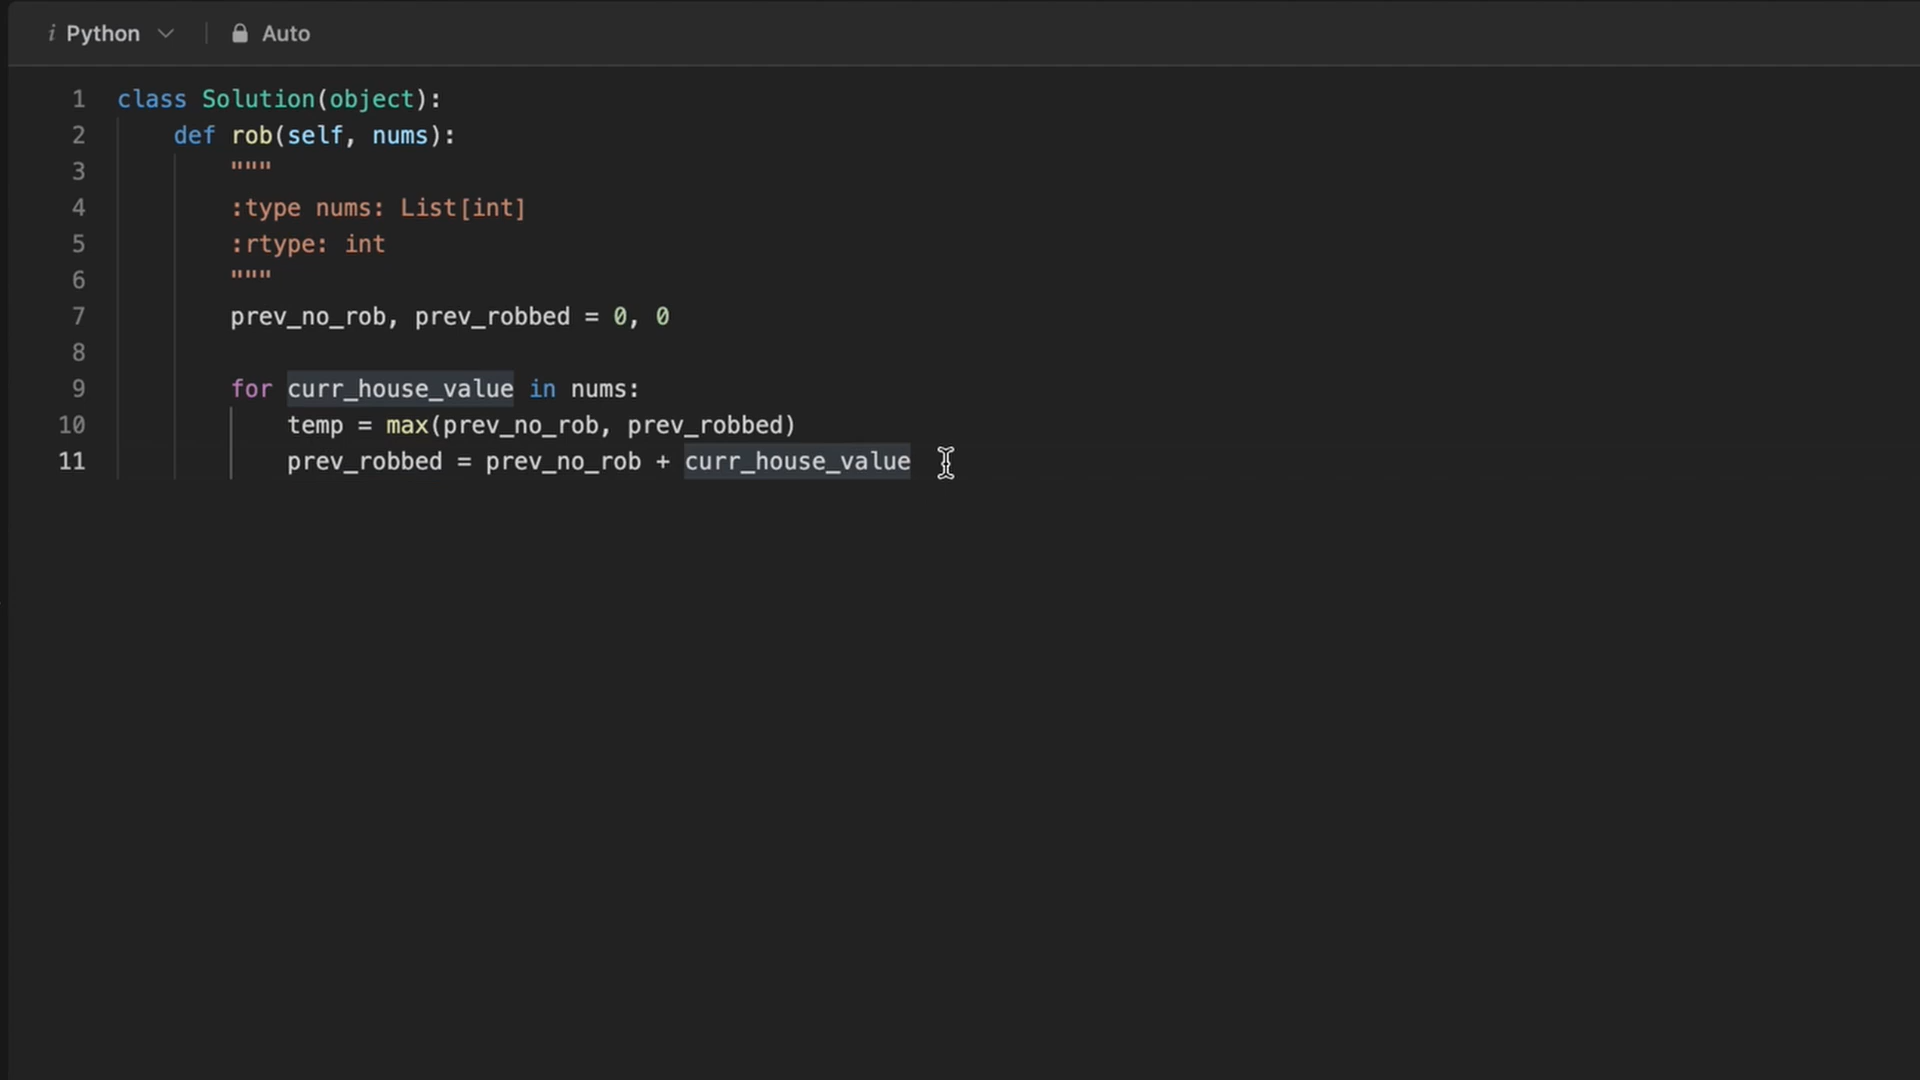 i Python Auto
1 class Solution(object):
2 def rob(self, nums):
3 """
4 :type nums: List[int]
5 :rtype: int
6 """
7 prev_no_rob, prev_robbed = 0, 0
8
9 for curr_house_value in nums:
10 temp = max(prev_no_rob, prev_robbed)
11 prev_robbed = prev_no_rob + curr_house_value